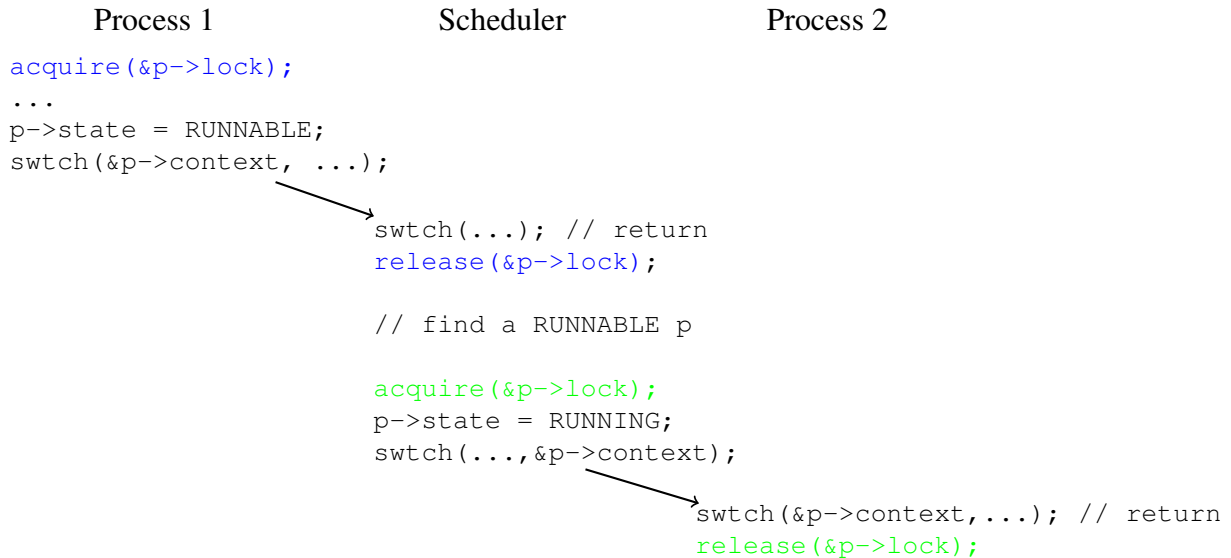 Process 1 Scheduler Process 2
acquire(&p->lock);
...
p->state = RUNNABLE;
swtch(&p->context, ...);
swtch(...); // return
release(&p->lock);
// find a RUNNABLE p
acquire(&p->lock);
p->state = RUNNING;
swtch(...,&p->context);
swtch(&p->context,...); // return
release(&p->lock);